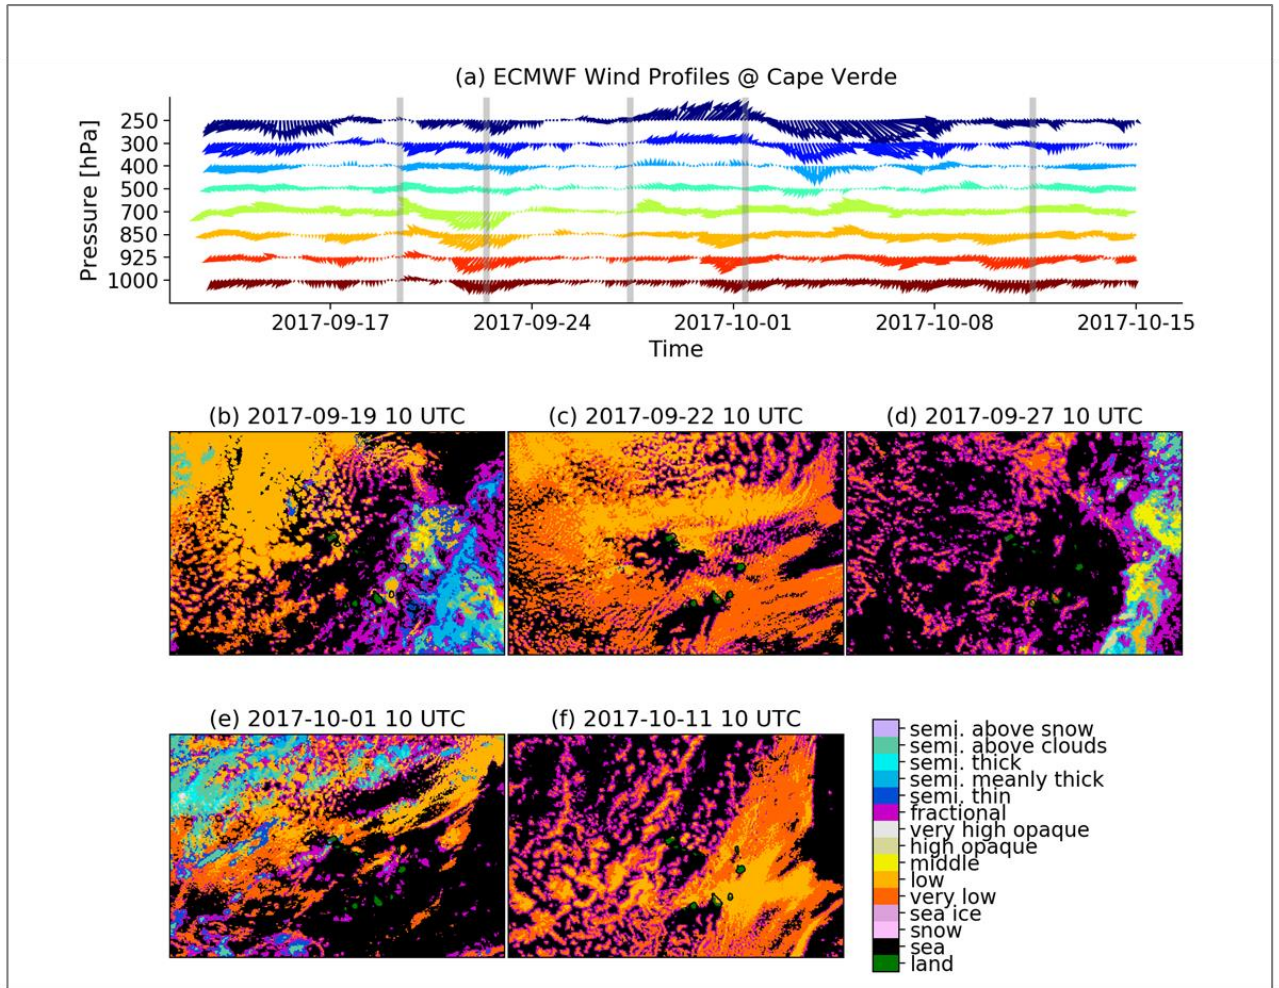 (a) ECMWF Wind Profiles @ Cape Verde
Pressure [hPa]
250
300
400
500
700
850
925
1000
2017-09-17
2017-09-24
2017-10-01
2017-10-08
2017-10-15
Time
(b) 2017-09-19 10 UTC
(c) 2017-09-22 10 UTC
(d) 2017-09-27 10 UTC
(e) 2017-10-01 10 UTC
(f) 2017-10-11 10 UTC
semi. above snow
semi. above clouds
semi. thick
semi. meanly thick
semi. thin
fractional
very high opaque
high opaque
middle
low
very low
sea ice
snow
sea
land